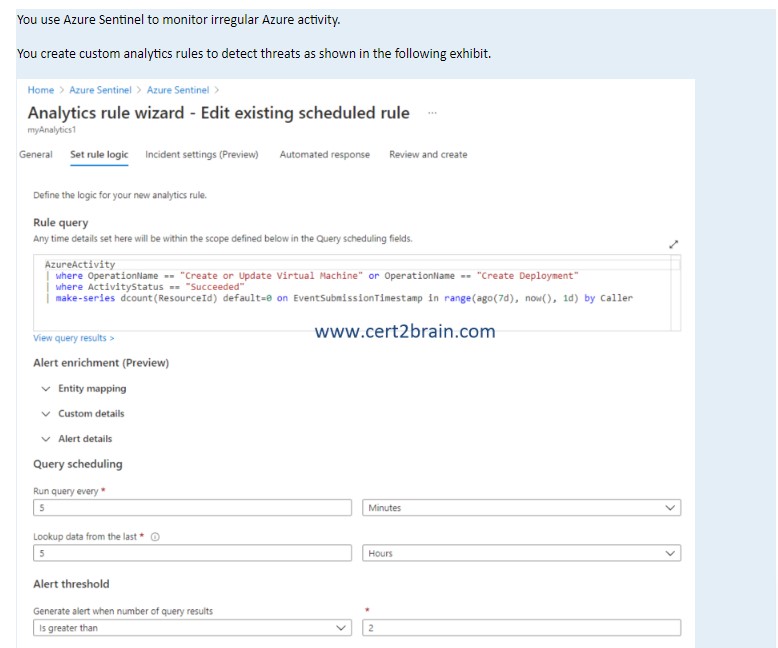 You use Azure Sentinel to monitor irregular Azure activity.
You create custom analytics rules to detect threats as shown in the following exhibit.
Home > Azure Sentinel > Azure Sentinel >
Analytics rule wizard - Edit existing scheduled rule ...
myAnalytics1
General Set rule logic Incident settings (Preview) Automated response Review and create
Define the logic for your new analytics rule.
Rule query
Any time details set here will be within the scope defined below in the Query scheduling fields.
AzureActivity
| where OperationName == "Create or Update Virtual Machine" or OperationName == "Create Deployment"
| where ActivityStatus == "Succeeded"
| make-series dcount(ResourceId) default=0 on EventSubmissionTimestamp in range(ago(7d), now(), 1d) by Caller
www.cert2brain.com
View query results >
Alert enrichment (Preview)
Entity mapping
Custom details
Alert details
Query scheduling
Run query every *
5 Minutes
Lookup data from the last *
5 Hours
Alert threshold
Generate alert when number of query results *
Is greater than 2